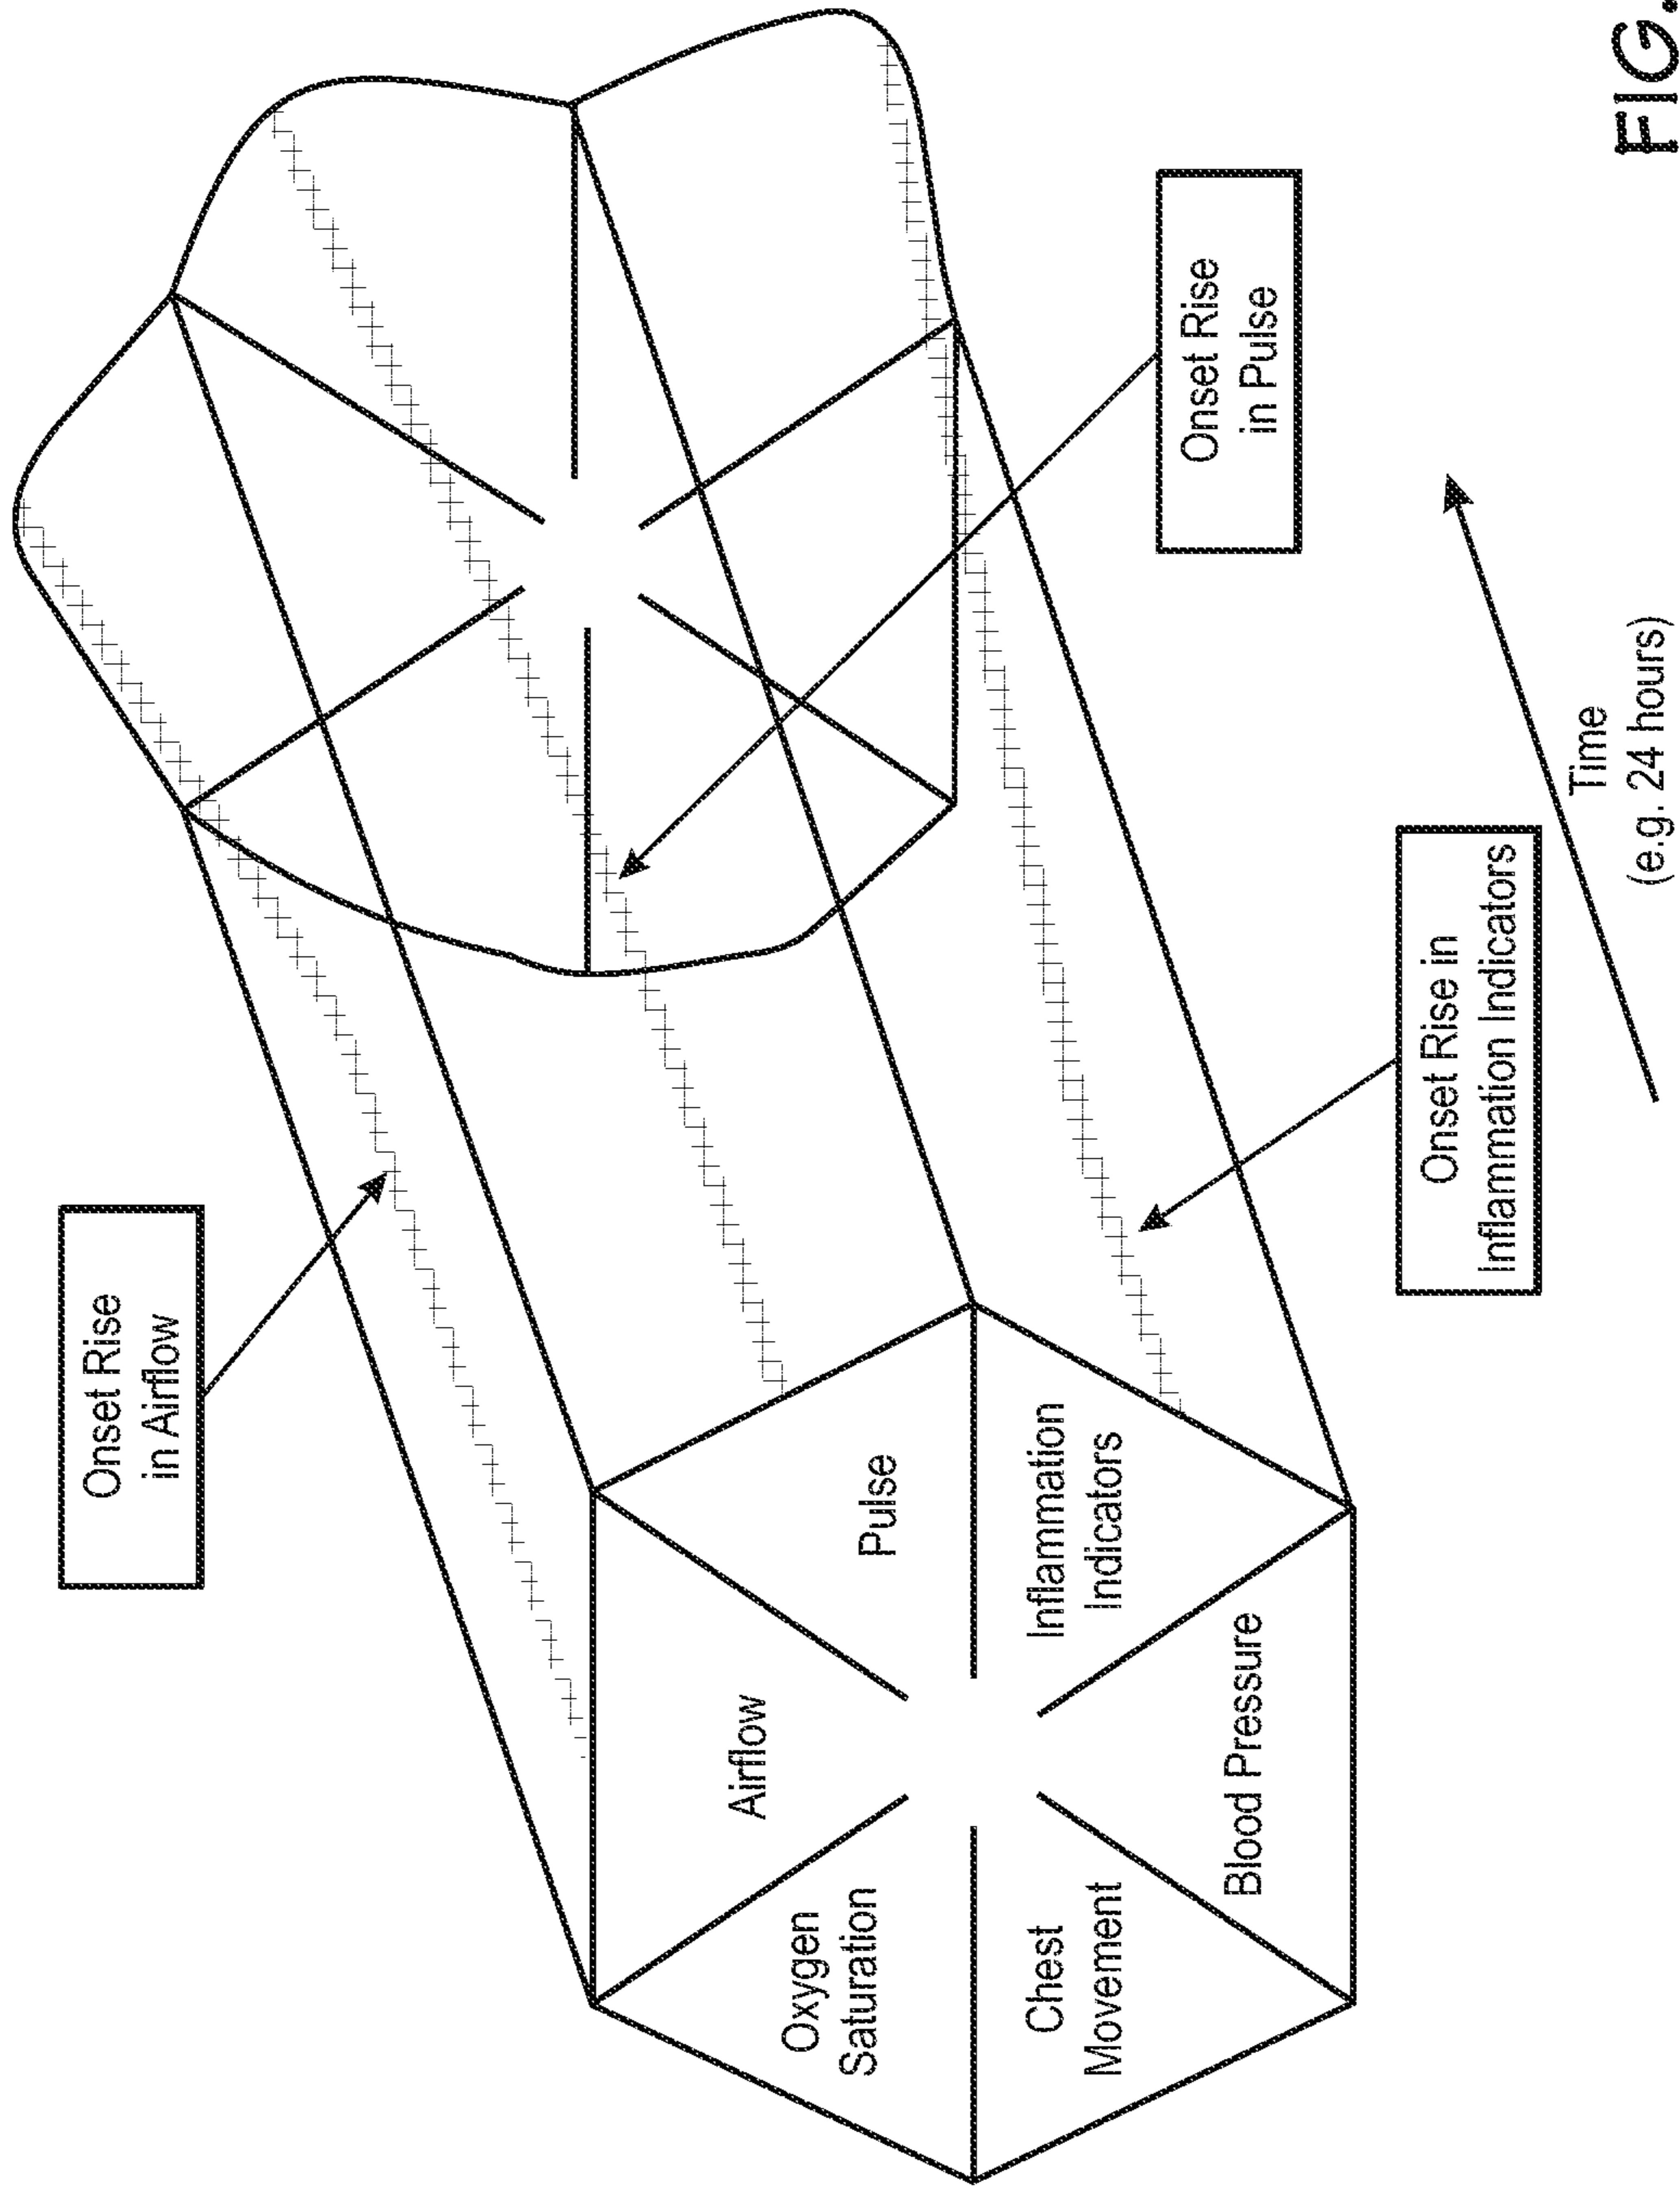 Onset Rise
in Airflow
Onset Rise
in Pulse
Airflow
Pulse
Oxygen
Saturation
Inflammation
Indicators
Chest
Movement
Blood Pressure
Onset Rise in
Inflammation Indicators
Time
(e.g. 24 hours)
FIG.